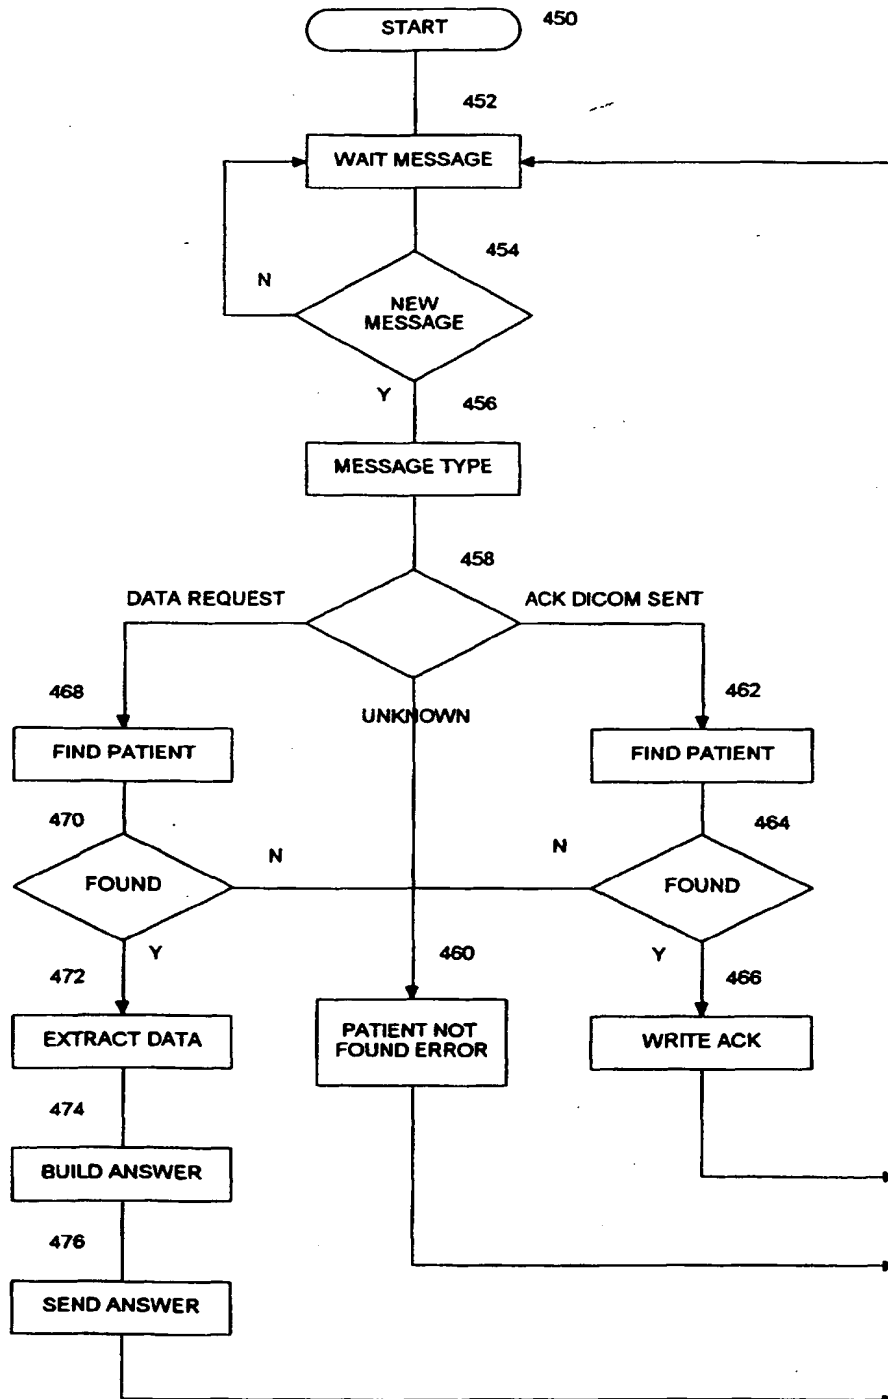 START
450
452
WAIT MESSAGE
454
N
NEW
MESSAGE
Y
456
MESSAGE TYPE
458
DATA REQUEST
ACK DICOM SENT
468
462
UNKNOWN
FIND PATIENT
FIND PATIENT
470
464
N
N
FOUND
FOUND
Y
460
Y
472
466
EXTRACT DATA
PATIENT NOT
FOUND ERROR
WRITE ACK
474
BUILD ANSWER
476
SEND ANSWER